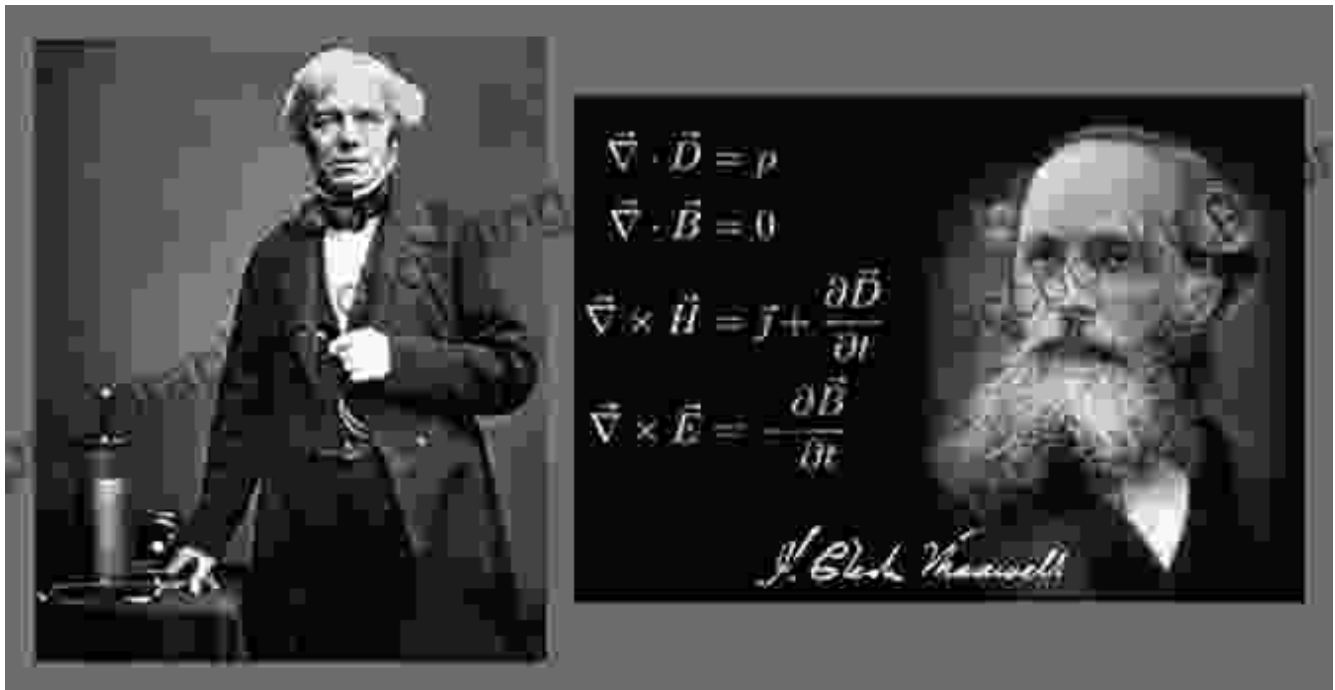 ∇⃗ · D⃗ = ρ
∇⃗ · B⃗ = 0
∇⃗ × H⃗ = j⃗ + ∂D⃗/∂t
∇⃗ × E⃗ = −∂B⃗/∂t
J. Clerk Maxwell